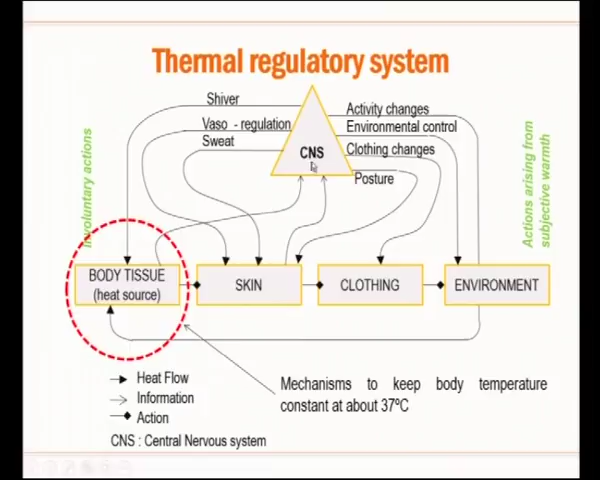 Thermal regulatory system
Shiver
Vaso - regulation
Sweat
Activity changes
Environmental control
Clothing changes
Posture
CNS
Involuntary actions
Actions arising from
subjective warmth
BODY TISSUE
(heat source)
SKIN
CLOTHING
ENVIRONMENT
Heat Flow
Information
Action
CNS : Central Nervous system
Mechanisms to keep body temperature
constant at about 37ºC